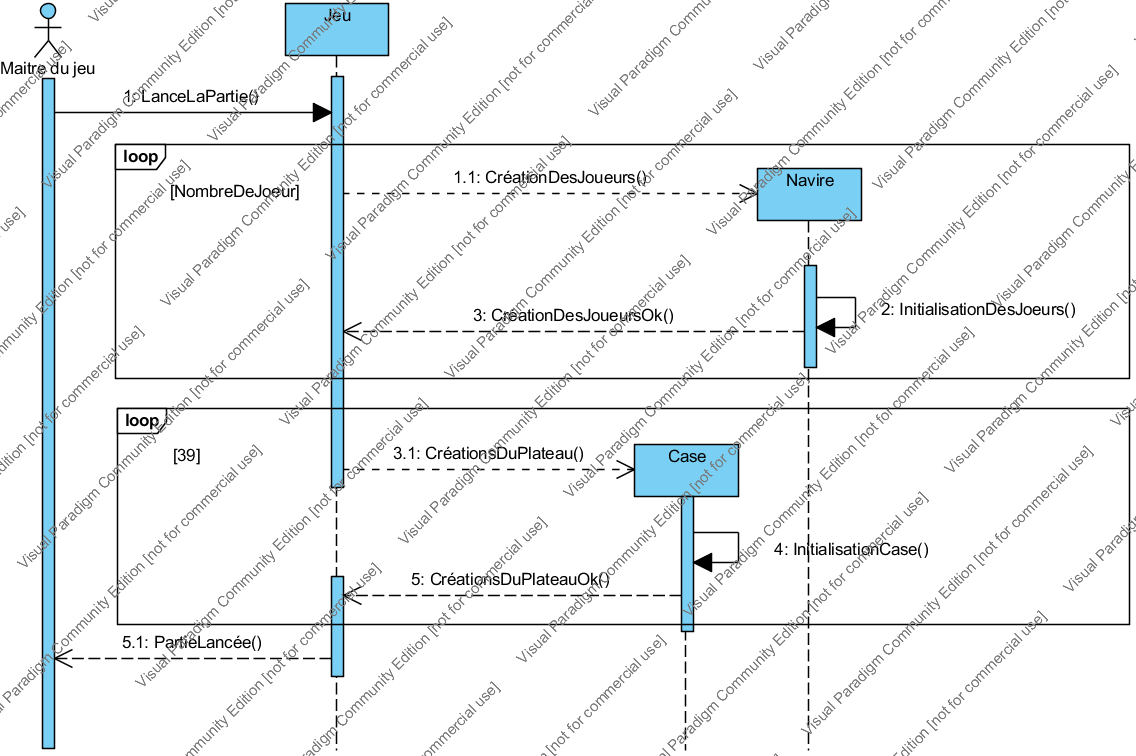 Jeu
Maitre du jeu
1: LanceLaPartie()
loop
[NombreDeJoeur]
1.1: CréationDesJoueurs()
Navire
2: InitialisationDesJoeurs()
3: CréationDesJoueursOk()
loop
[39]
3.1: CréationsDuPlateau()
Case
4: InitialisationCase()
5: CréationsDuPlateauOk()
5.1: PartieLancée()
Visual Paradigm Community Edition [not for commercial use]